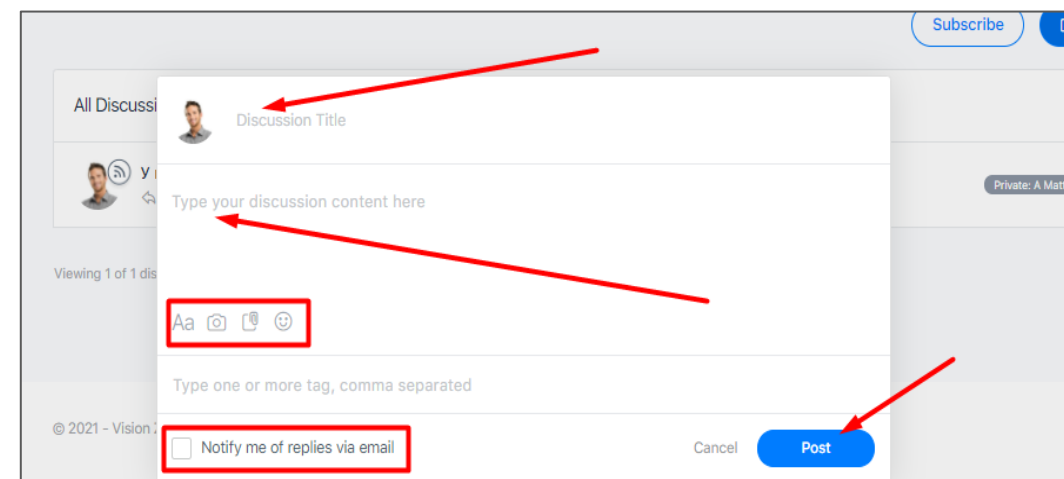 Subscribe
All Discussi
Discussion Title
y
Private: A Matt
Type your discussion content here
Viewing 1 of 1 dis
Aa
Type one or more tag, comma separated
© 2021 - Vision
Notify me of replies via email
Cancel
Post